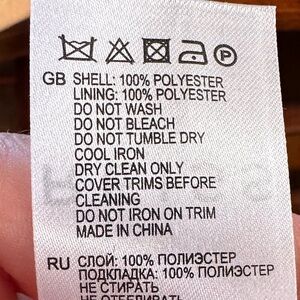 P
GB SHELL: 100% POLYESTER
LINING: 100% POLYESTER
DO NOT WASH
DO NOT BLEACH
DO NOT TUMBLE DRY
COOL IRON
DRY CLEAN ONLY
COVER TRIMS BEFORE
CLEANING
DO NOT IRON ON TRIM
MADE IN CHINA
RU СЛОЙ: 100% ПОЛИЭСТЕР
ПОДКЛАДКА: 100% ПОЛИЭСТЕР
НЕ СТИРАТЬ
НЕ ОТБЕЛИВАТЬ